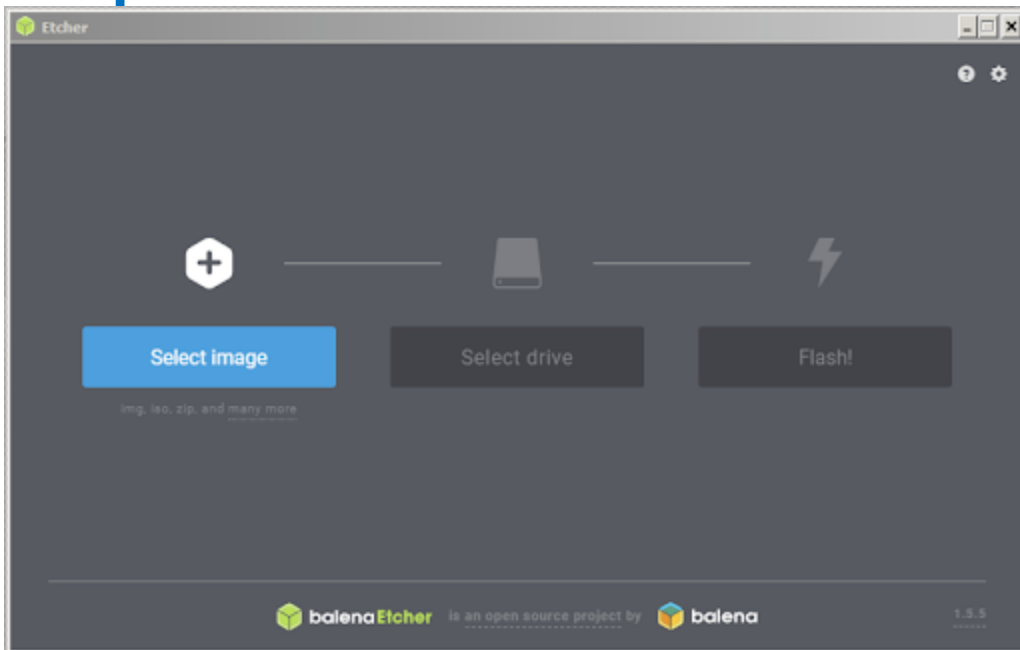 Etcher
Select image
Select drive
Flash!
img, iso, zip, and many more
balenaEtcher is an open source project by balena
1.5.5